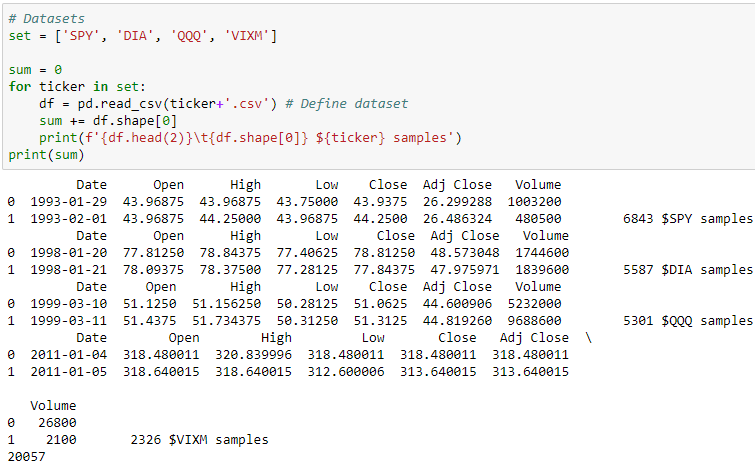 # Datasets
set = ['SPY', 'DIA', 'QQQ', 'VIXM']
sum = 0
for ticker in set:
    df = pd.read_csv(ticker+'.csv') # Define dataset
    sum += df.shape[0]
    print(f'{df.head(2)}\t{df.shape[0]} ${ticker} samples')
print(sum)
         Date      Open      High       Low    Close  Adj Close   Volume
0  1993-01-29  43.96875  43.96875  43.75000  43.9375  26.299288  1003200
1  1993-02-01  43.96875  44.25000  43.96875  44.2500  26.486324   480500	6843 $SPY samples
         Date      Open      High       Low     Close  Adj Close   Volume
0  1998-01-20  77.81250  78.84375  77.40625  78.81250  48.573048  1744600
1  1998-01-21  78.09375  78.37500  77.28125  77.84375  47.975971  1839600	5587 $DIA samples
         Date     Open       High       Low    Close  Adj Close   Volume
0  1999-03-10  51.1250  51.156250  50.28125  51.0625  44.600906  5232000
1  1999-03-11  51.4375  51.734375  50.31250  51.3125  44.819260  9688600	5301 $QQQ samples
         Date        Open        High         Low       Close   Adj Close  \
0  2011-01-04  318.480011  320.839996  318.480011  318.480011  318.480011
1  2011-01-05  318.640015  318.640015  312.600006  313.640015  313.640015
   Volume
0   26800
1    2100	2326 $VIXM samples
20057